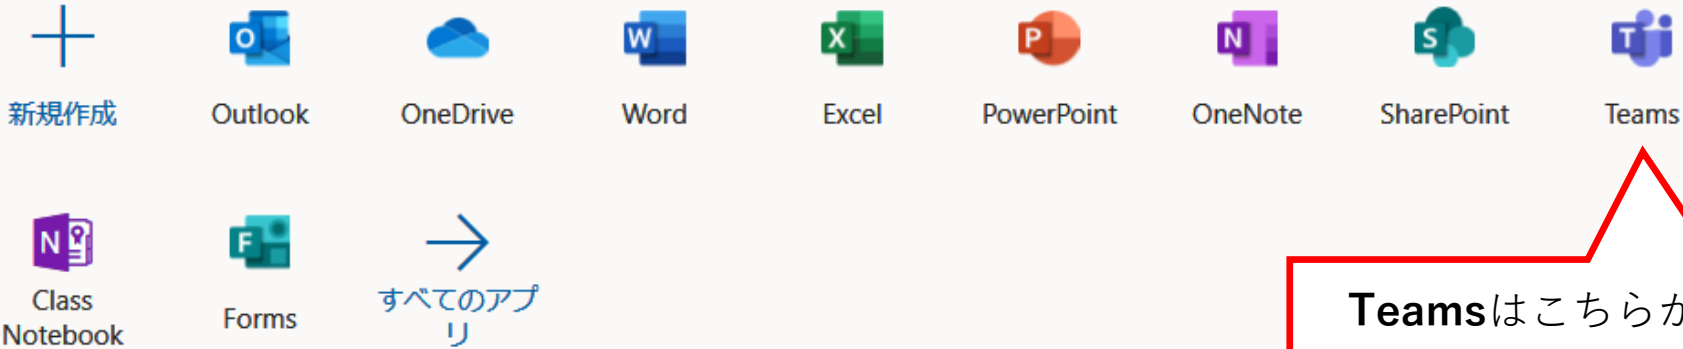 新規作成
Outlook
OneDrive
Word
Excel
PowerPoint
OneNote
SharePoint
Teams
Class
Notebook
Forms
すべてのアプ
リ
Teamsはこちらか